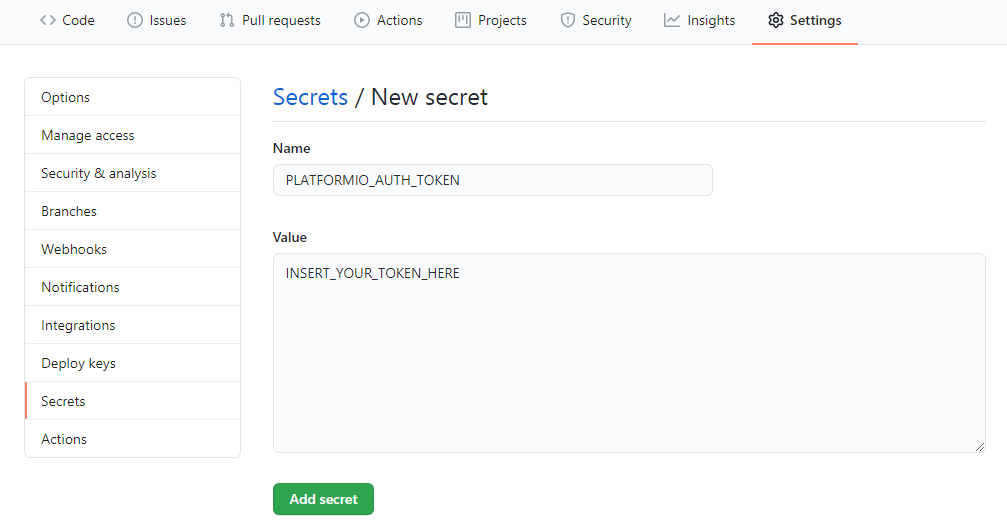 Code Issues Pull requests Actions Projects Security Insights Settings
Options
Manage access
Security & analysis
Branches
Webhooks
Notifications
Integrations
Deploy keys
Secrets
Actions
Secrets / New secret
Name
PLATFORMIO_AUTH_TOKEN
Value
INSERT_YOUR_TOKEN_HERE
Add secret